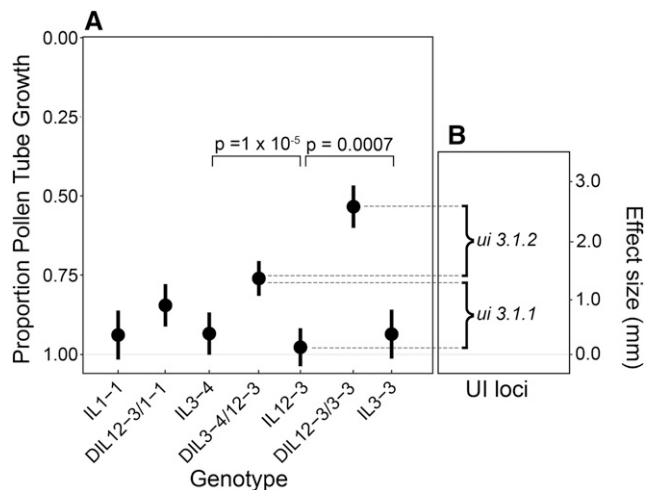 A
Proportion Pollen Tube Growth
0.00
0.25
0.50
0.75
1.00
p =1 x 10-5
p = 0.0007
IL1-1
DIL12-3/1-1
IL3-4
DIL3-4/12-3
IL12-3
DIL12-3/3-3
IL3-3
Genotype
B
ui 3.1.2
ui 3.1.1
3.0
2.0
1.0
0.0
Effect size (mm)
UI loci